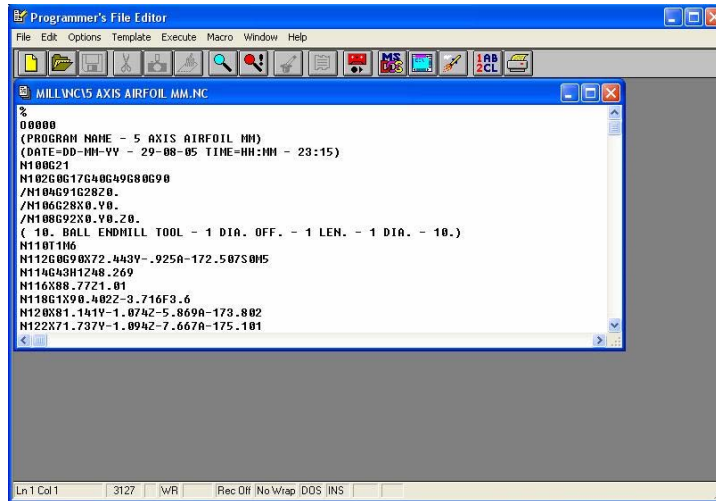 Programmer's File Editor
File Edit Options Template Execute Macro Window Help
MS DOS
1AB 2CL
MILL\NC\5 AXIS AIRFOIL MM.NC
%
O0000
(PROGRAM NAME - 5 AXIS AIRFOIL MM)
(DATE=DD-MM-YY - 29-08-05 TIME=HH:MM - 23:15)
N100G21
N102G0G17G40G49G80G90
/N104G91G28Z0.
/N106G28X0.Y0.
/N108G92X0.Y0.Z0.
( 10. BALL ENDMILL TOOL - 1 DIA. OFF. - 1 LEN. - 1 DIA. - 10.)
N110T1M6
N112G0G90X72.443Y-.925A-172.507S0M5
N114G43H1Z48.269
N116X88.77Z1.01
N118G1X90.402Z-3.716F3.6
N120X81.141Y-1.074Z-5.869A-173.802
N122X71.737Y-1.094Z-7.667A-175.101
Ln 1 Col 1 3127 WR Rec Off No Wrap DOS INS